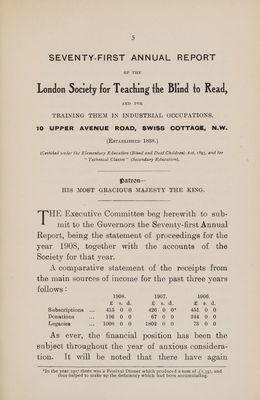 5
SEVENTY-FIRST ANNUAL REPORT
OF THE
London Society for Teaching the Blind to Read,
AND FOR
TRAINING THEM IN INDUSTRIAL OCCUPATIONS,
10 UPPER AVENUE ROAD, SWISS COTTAGE, N.W.
(ESTABLISHED 1838.)
(Certified under the Elementary Education (Blind and Deaf Children) Act, 1893, and for
"Technical Classes" (Secondary Education).
Patron—
HIS MOST GRACIOUS MAJESTY THE KING.
THE Executive Committee beg herewith to sub-
mit to the Governors the Seventy-first Annual
Report, being the statement of proceedings for the
year 1908, together with the accounts of the
Society for that year.
A comparative statement of the receipts from
the main sources of income for the past three years
follows:
1908. 1907. 1906.
£ s. d. £ s. d. £ s. d.
Subscriptions ... 415 0 0 426 0 0* 451 0 0
Donations ... 196 0 0 67 0 0 344 0 0
Legacies ... 1008 0 0 1802 0 0 73 0 0
As ever, the financial position has been the
subject throughout the year of anxious considera-
tion. It will be noted that there have again
*In the year 1907 there was a Festival Dinner which produced a sum of and
thus helped to make up the deficiency which had been accumulating.